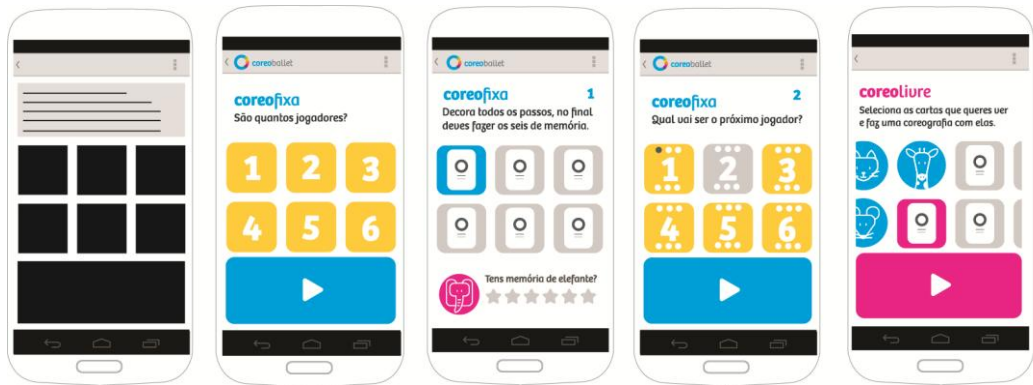 coreoballet
coreofixa
São quantos jogadores?
1 2 3
4 5 6
coreoballet
coreofixa 1
Decora todos os passos, no final
deves fazer os seis de memória.
Tens memória de elefante?
coreoballet
coreofixa 2
Qual vai ser o próximo jogador?
1 2 3
4 5 6
coreolivre
Seleciona as cartas que queres ver
e faz uma coreografia com elas.